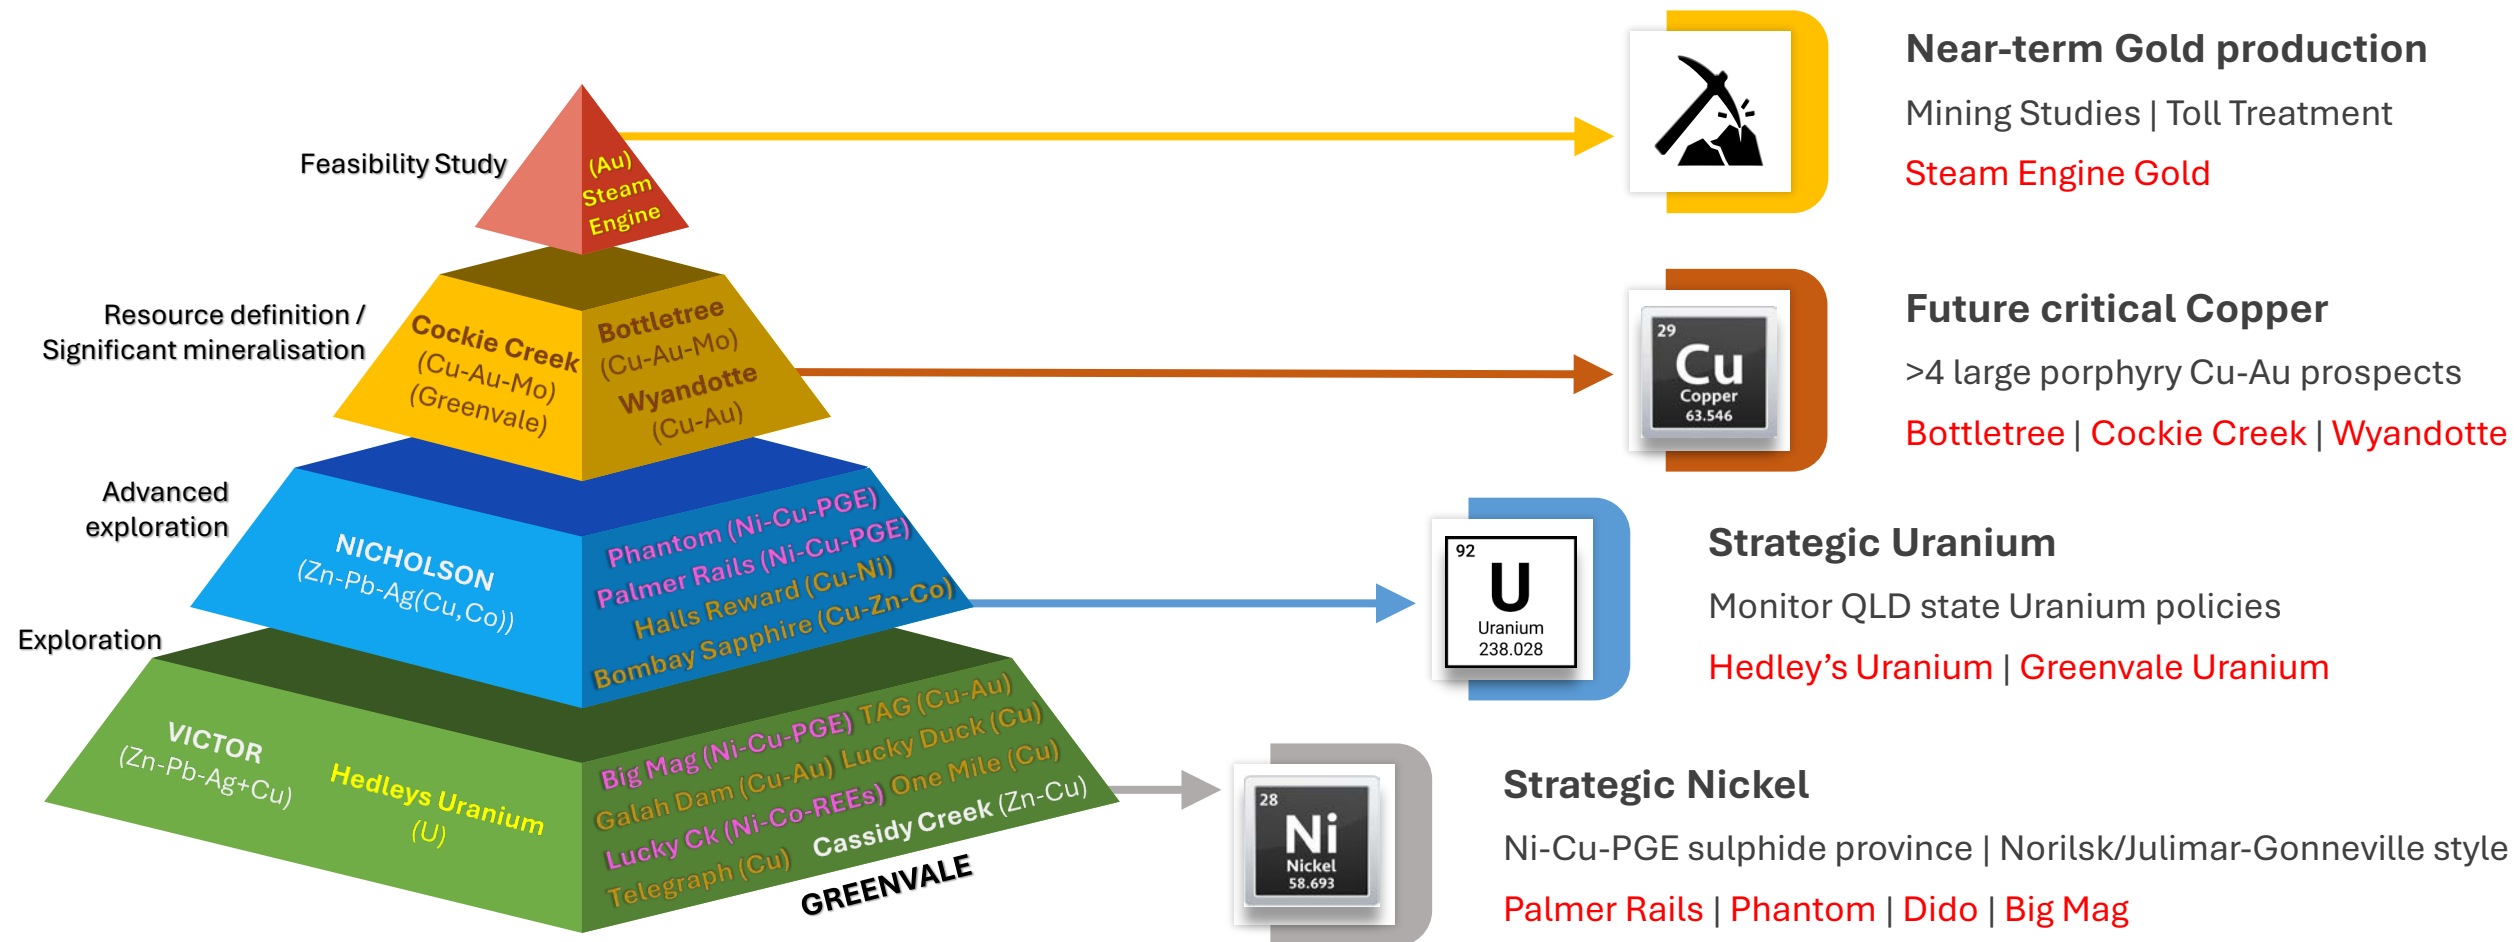 Feasibility Study
(Au)
Steam
Engine
Resource definition /
Significant mineralisation
Cockie Creek
(Cu-Au-Mo)
(Greenvale)
Bottletree
(Cu-Au-Mo)
Wyandotte
(Cu-Au)
Advanced
exploration
NICHOLSON
(Zn-Pb-Ag(Cu,Co))
Phantom (Ni-Cu-PGE)
Palmer Rails (Ni-Cu-PGE)
Halls Reward (Cu-Ni)
Bombay Sapphire (Cu-Zn-Co)
Exploration
VICTOR
(Zn-Pb-Ag+Cu)
Hedleys Uranium
(U)
Big Mag (Ni-Cu-PGE) TAG (Cu-Au)
Galah Dam (Cu-Au) Lucky Duck (Cu)
Lucky Ck (Ni-Co-REEs) One Mile (Cu)
Telegraph (Cu) Cassidy Creek (Zn-Cu)
GREENVALE
Near-term Gold production
Mining Studies | Toll Treatment
Steam Engine Gold
29
Cu
Copper
63.546
Future critical Copper
>4 large porphyry Cu-Au prospects
Bottletree | Cockie Creek | Wyandotte
92
U
Uranium
238.028
Strategic Uranium
Monitor QLD state Uranium policies
Hedley's Uranium | Greenvale Uranium
28
Ni
Nickel
58.693
Strategic Nickel
Ni-Cu-PGE sulphide province | Norilsk/Julimar-Gonneville style
Palmer Rails | Phantom | Dido | Big Mag